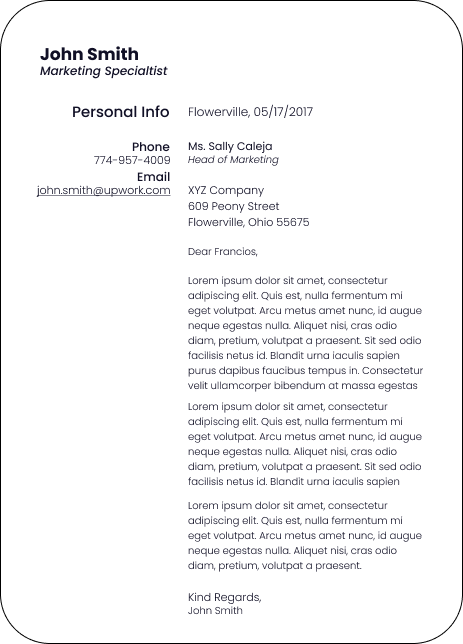 John Smith
Marketing Specialtist
Personal Info
Phone
774-957-4009
Email
john.smith@upwork.com
Flowerville, 05/17/2017
Ms. Sally Caleja
Head of Marketing
XYZ Company
609 Peony Street
Flowerville, Ohio 55675
Dear Francios,
Lorem ipsum dolor sit amet, consectetur
adipiscing elit. Quis est, nulla fermentum mi
eget volutpat. Arcu metus amet nunc, id augue
neque egestas nulla. Aliquet nisi, cras odio
diam, pretium, volutpat a praesent. Sit sed odio
facilisis netus id. Blandit urna iaculis sapien
purus dapibus faucibus tempus in. Consectetur
velit ullamcorper bibendum at massa egestas
Lorem ipsum dolor sit amet, consectetur
adipiscing elit. Quis est, nulla fermentum mi
eget volutpat. Arcu metus amet nunc, id augue
neque egestas nulla. Aliquet nisi, cras odio
diam, pretium, volutpat a praesent. Sit sed odio
facilisis netus id. Blandit urna iaculis sapien
Lorem ipsum dolor sit amet, consectetur
adipiscing elit. Quis est, nulla fermentum mi
eget volutpat. Arcu metus amet nunc, id augue
neque egestas nulla. Aliquet nisi, cras odio
diam, pretium, volutpat a praesent.
Kind Regards,
John Smith